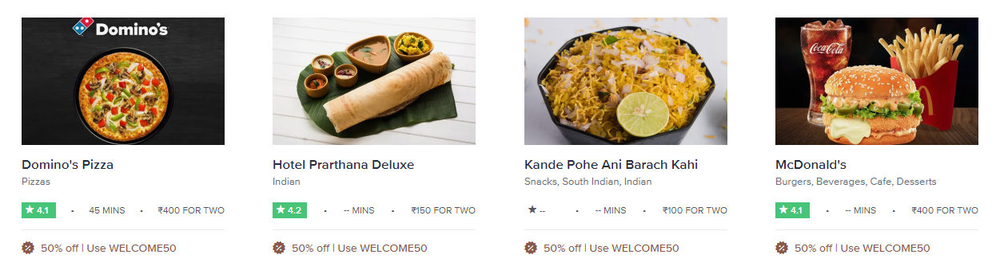 Domino's
Coca-Cola
Domino's Pizza
Pizzas
★ 4.1 • 45 MINS • ₹400 FOR TWO
50% off | Use WELCOME50
Hotel Prarthana Deluxe
Indian
★ 4.2 • -- MINS • ₹150 FOR TWO
50% off | Use WELCOME50
Kande Pohe Ani Barach Kahi
Snacks, South Indian, Indian
★ -- • -- MINS • ₹100 FOR TWO
50% off | Use WELCOME50
McDonald's
Burgers, Beverages, Cafe, Desserts
★ 4.1 • -- MINS • ₹400 FOR TWO
50% off | Use WELCOME50